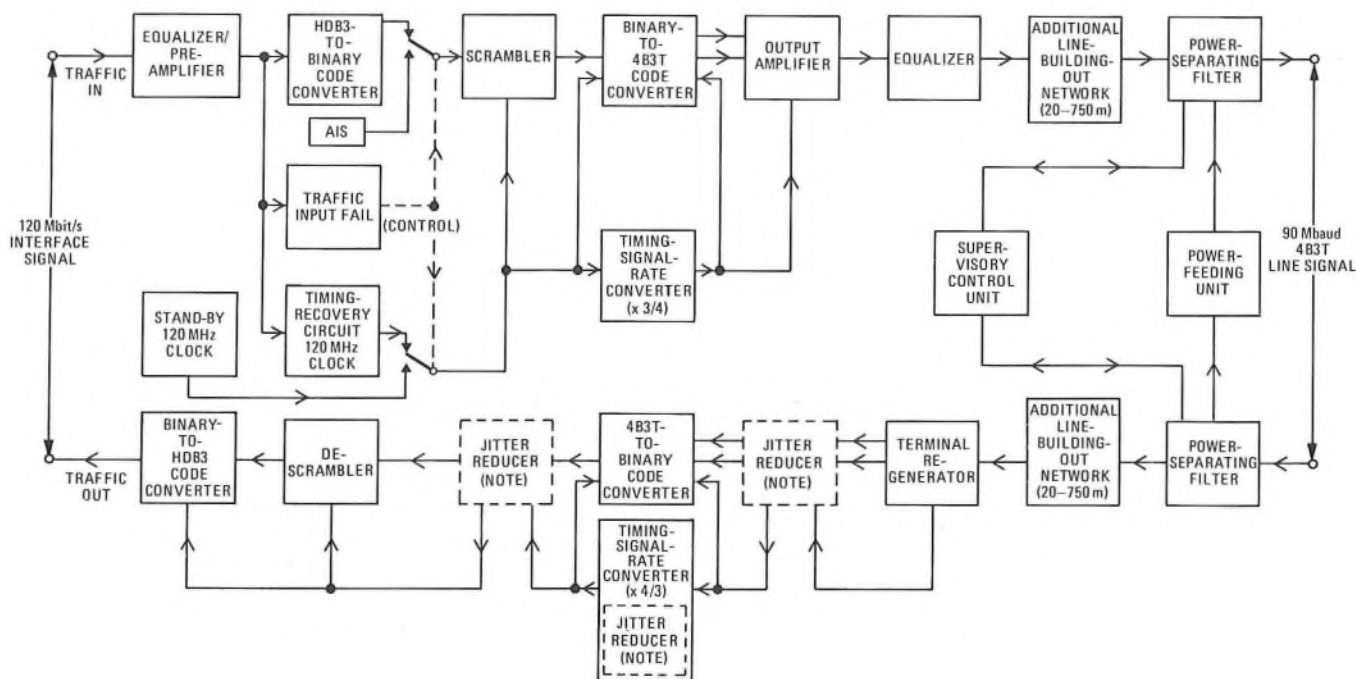 EQUALIZER/
PRE-
AMPLIFIER
HDB3-
TO-
BINARY
CODE
CONVERTER
SCRAMBLER
BINARY-
TO-
4B3T
CODE
CONVERTER
OUTPUT
AMPLIFIER
EQUALIZER
ADDITIONAL
LINE-
BUILDING-
OUT
NETWORK
(20–750 m)
POWER-
SEPARATING
FILTER
TRAFFIC
IN
AIS
TRAFFIC
INPUT FAIL
(CONTROL)
120 Mbit/s
INTERFACE
SIGNAL
TIMING-
SIGNAL-
RATE
CONVERTER
(x 3/4)
SUPER-
VISORY
CONTROL
UNIT
POWER-
FEEDING
UNIT
90 Mbaud
4B3T
LINE SIGNAL
STAND-BY
120 MHz
CLOCK
TIMING-
RECOVERY
CIRCUIT
120 MHz
CLOCK
BINARY-
TO-
HDB3
CODE
CONVERTER
DE-
SCRAMBLER
JITTER
REDUCER
(NOTE)
4B3T-
TO-
BINARY
CODE
CONVERTER
JITTER
REDUCER
(NOTE)
TERMINAL
RE-
GENERATOR
ADDITIONAL
LINE-
BUILDING-
OUT
NETWORK
(20–750 m)
POWER-
SEPARATING
FILTER
TRAFFIC
OUT
TIMING-
SIGNAL-
RATE
CONVERTER
(x 4/3)
JITTER
REDUCER
(NOTE)